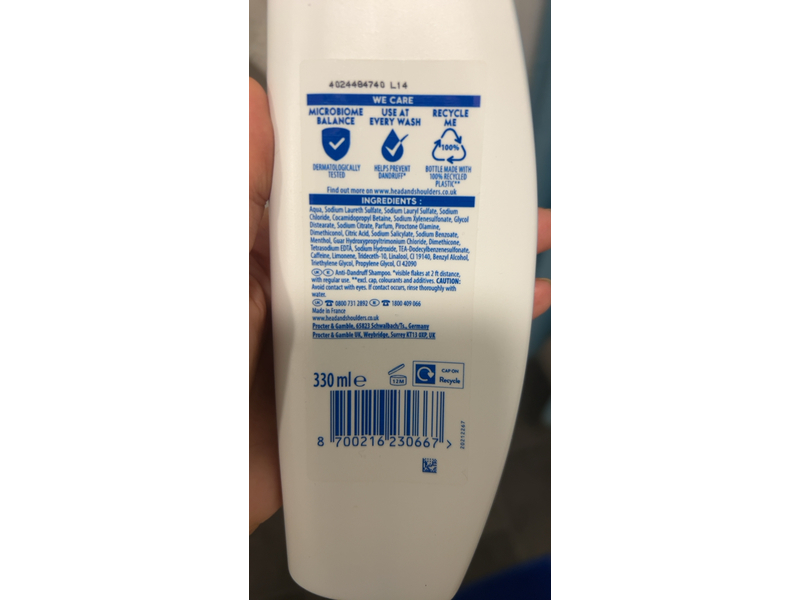 4024484740 L14
WE CARE
MICROBIOME BALANCE
DERMATOLOGICALLY TESTED
USE AT EVERY WASH
HELPS PREVENT DANDRUFF*
RECYCLE ME
100%
BOTTLE MADE WITH 100% RECYCLED PLASTIC**
Find out more on www.headandshoulders.co.uk
INGREDIENTS :
Aqua, Sodium Laureth Sulfate, Sodium Lauryl Sulfate, Sodium
Chloride, Cocamidopropyl Betaine, Sodium Xylenesulfonate, Glycol
Distearate, Sodium Citrate, Parfum, Piroctone Olamine,
Dimethiconol, Citric Acid, Sodium Salicylate, Sodium Benzoate,
Menthol, Guar Hydroxypropyltrimonium Chloride, Dimethicone,
Tetrasodium EDTA, Sodium Hydroxide, TEA-Dodecylbenzenesulfonate,
Caffeine, Limonene, Trideceth-10, Linalool, CI 19140, Benzyl Alcohol,
Triethylene Glycol, Propylene Glycol, CI 42090
UK IE Anti-Dandruff Shampoo. *visible flakes at 2 ft distance,
with regular use. **excl. cap, colourants and additives. CAUTION:
Avoid contact with eyes. If contact occurs, rinse thoroughly with
water.
UK ☎ 0800 731 2892 IE ☎ 1800 409 066
Made in France
www.headandshoulders.co.uk
Procter & Gamble, 65823 Schwalbach/Ts., Germany
Procter & Gamble UK, Weybridge, Surrey KT13 0XP, UK
330 ml e
12M
CAP ON
Recycle
8 700216 230667 >
20212267